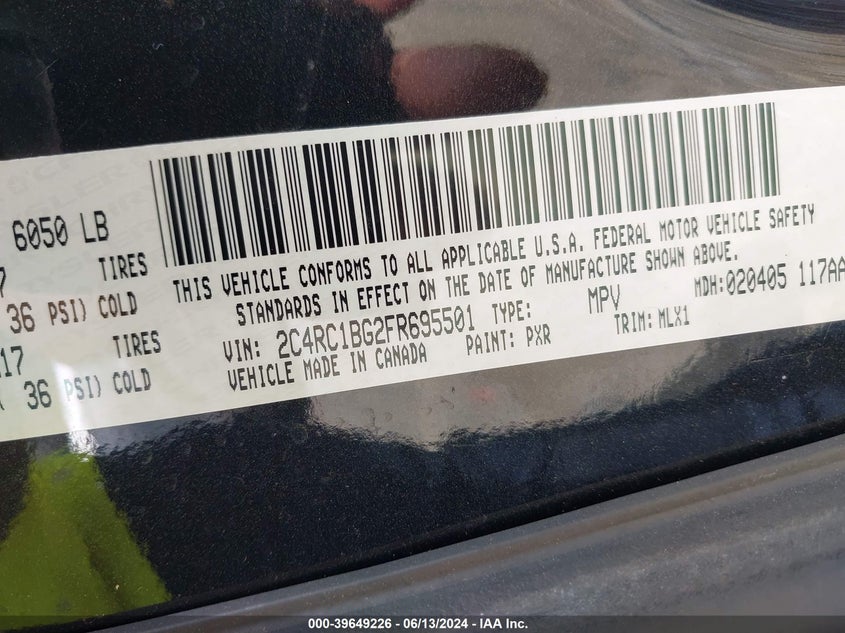 6050 LB
7 TIRES
36 PSI) COLD
17 TIRES
( 36 PSI) COLD
THIS VEHICLE CONFORMS TO ALL APPLICABLE U.S.A. FEDERAL MOTOR VEHICLE SAFETY
STANDARDS IN EFFECT ON THE DATE OF MANUFACTURE SHOWN ABOVE.
VIN: 2C4RC1BG2FR695501 TYPE: MPV MDH:020405 117AA
VEHICLE MADE IN CANADA PAINT: PXR TRIM: MLX1
000-39649226 - 06/13/2024 - IAA Inc.